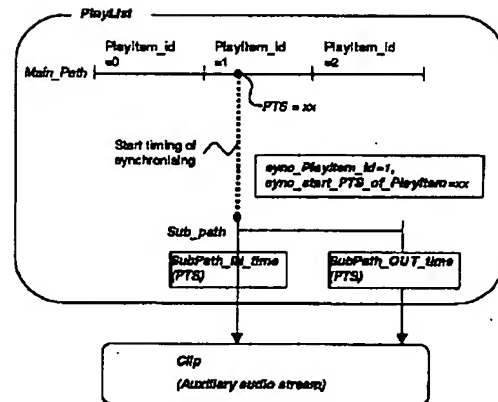 PlayList
PlayItem_id PlayItem_id PlayItem_id
=0 =1 =2
Main_Path
PTS = xx
Start timing of
synchronising
sync_PlayItem_id=1,
sync_start_PTS_of_PlayItem=xx
Sub_path
SubPath_IN_time SubPath_OUT_time
(PTS) (PTS)
Clip
(Auxiliary audio stream)